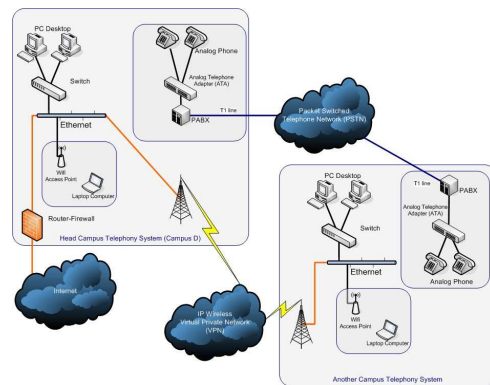 PC Desktop
Switch
Ethernet
Wifi
Access Point
Laptop Computer
Router-Firewall
Head Campus Telephony System (Campus D)
Internet
Analog Phone
Analog Telephone
Adapter (ATA)
T1 line
PABX
Packet Switched
Telephone Network (PSTN)
IP Wireless
Virtual Private Network
(VPN)
PC Desktop
Switch
Ethernet
Wifi
Access Point
Laptop Computer
T1 line
PABX
Analog Telephone
Adapter (ATA)
Analog Phone
Another Campus Telephony System